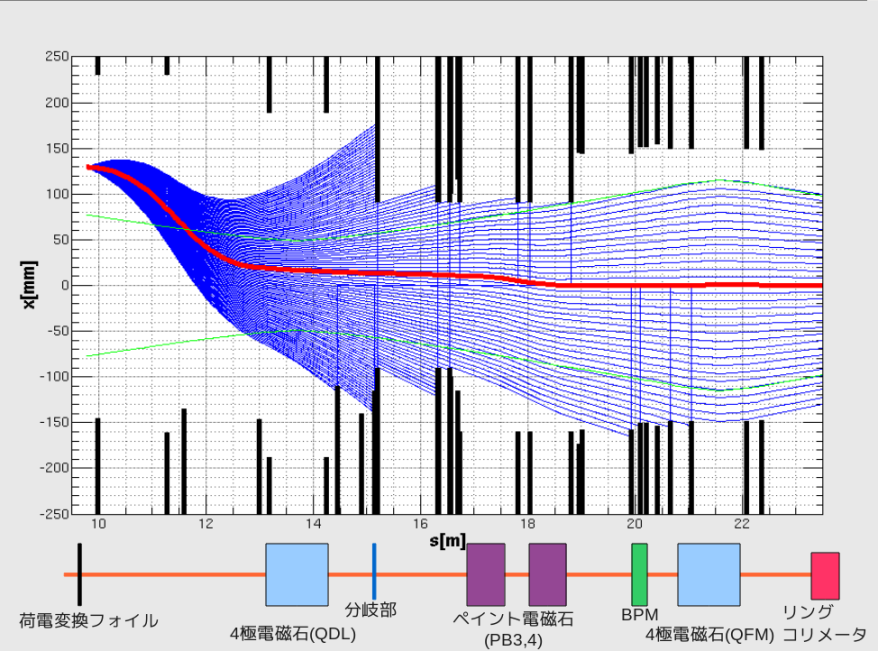 250
200
150
100
50
0
-50
-100
-150
-200
-250
x[mm]
10 12 14 16 18 20 22
s[m]
荷電変換フォイル
4極電磁石(QDL)
分岐部
ペイント電磁石
(PB3,4)
BPM
4極電磁石(QFM)
リング
コリメータ